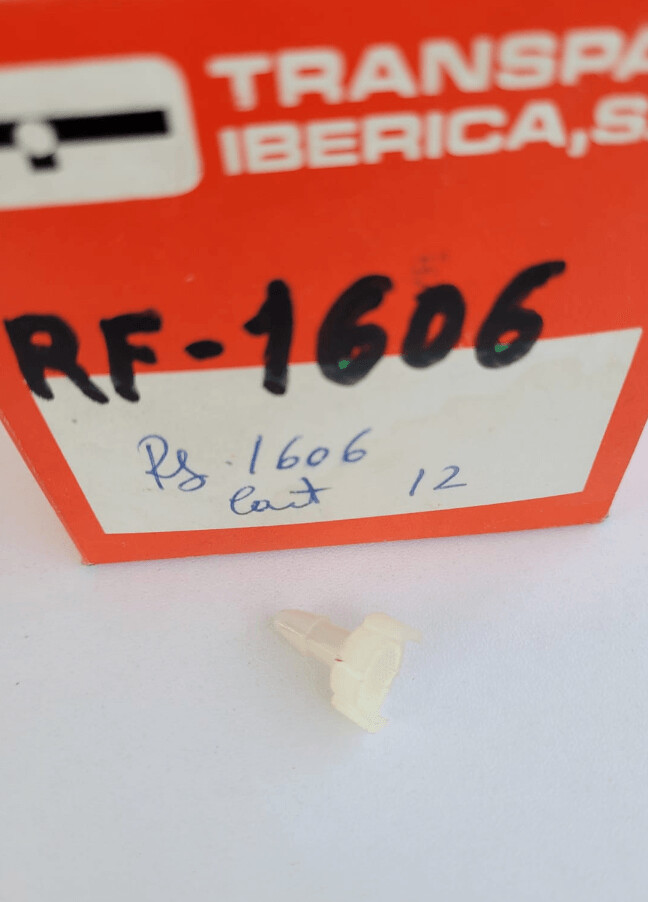 TRANSPA
IBERICA,S.
RF-1606
Rf. 1606
Cant 12